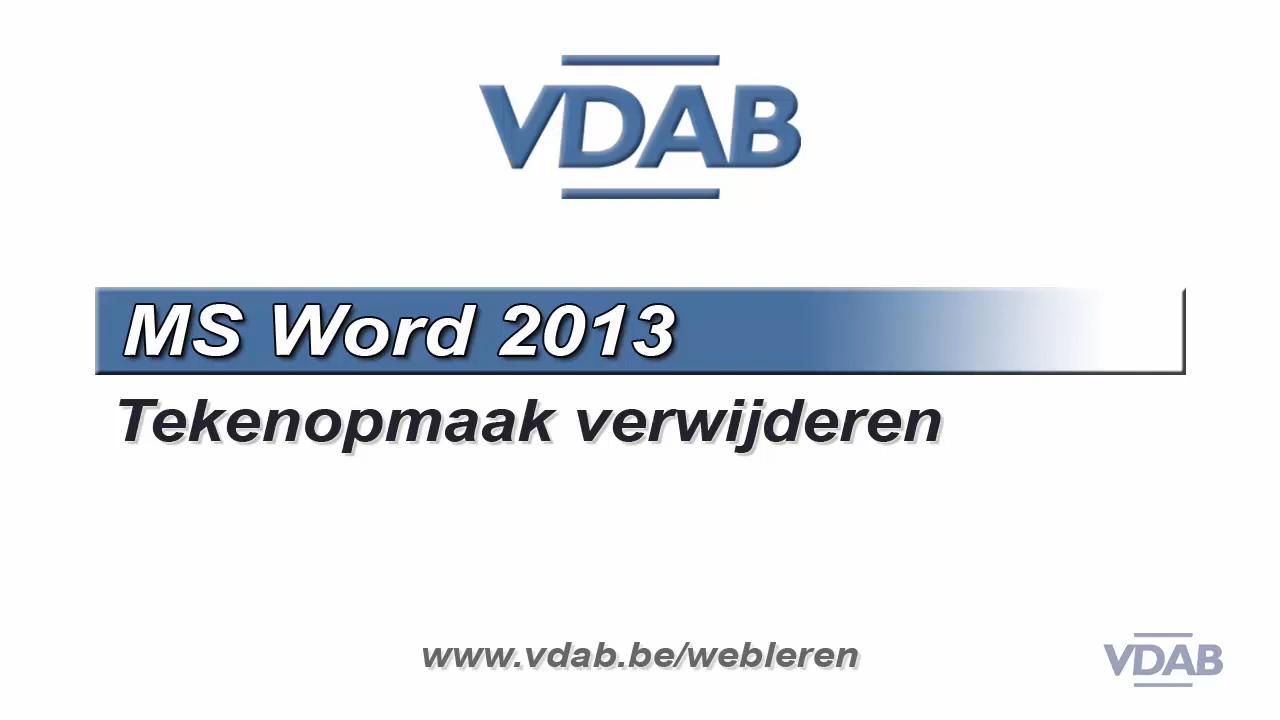 VDAB
MS Word 2013
Tekenopmaak verwijderen
www.vdab.be/webleren
VDAB